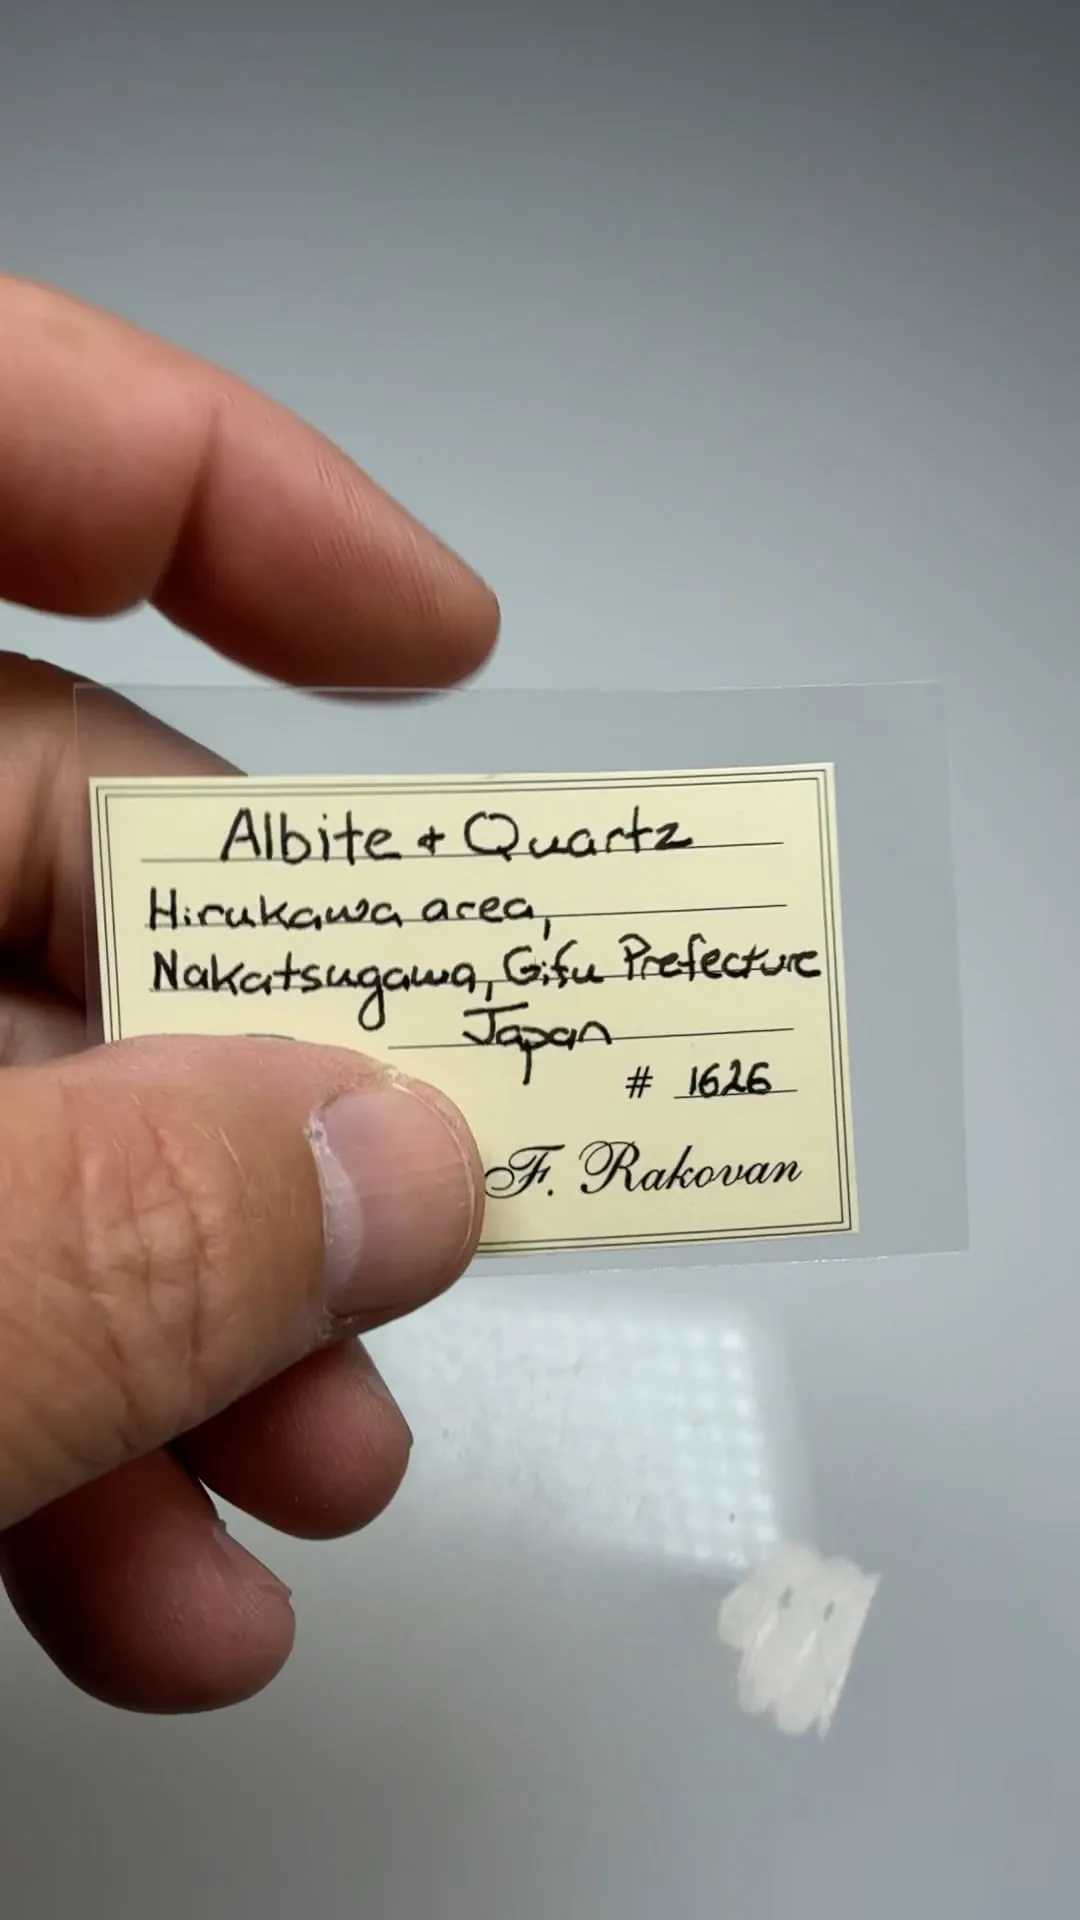 Albite + Quartz
Hirukawa area,
Nakatsugawa, Gifu Prefecture
Japan
# 1626
F. Rakovan